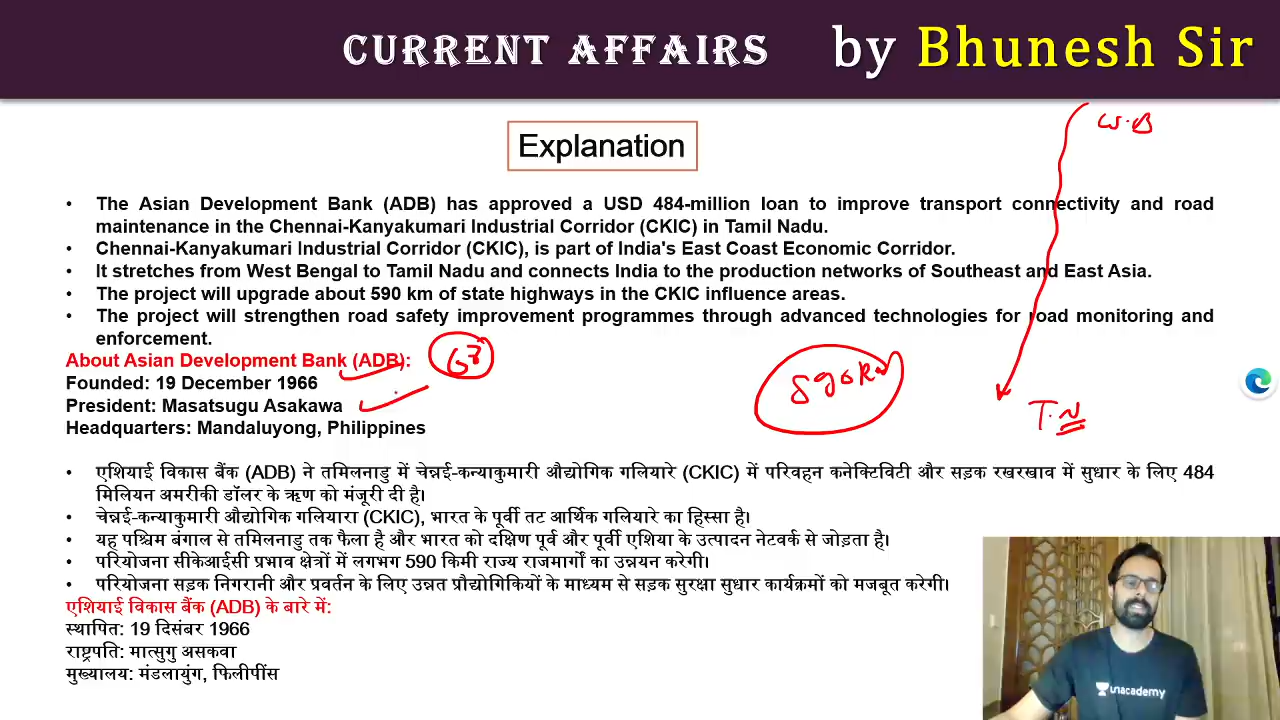 CURRENT AFFAIRS by Bhunesh Sir
W.B
Explanation
• The Asian Development Bank (ADB) has approved a USD 484-million loan to improve transport connectivity and road
maintenance in the Chennai-Kanyakumari Industrial Corridor (CKIC) in Tamil Nadu.
• Chennai-Kanyakumari Industrial Corridor (CKIC), is part of India's East Coast Economic Corridor.
• It stretches from West Bengal to Tamil Nadu and connects India to the production networks of Southeast and East Asia.
• The project will upgrade about 590 km of state highways in the CKIC influence areas.
• The project will strengthen road safety improvement programmes through advanced technologies for road monitoring and
enforcement.
About Asian Development Bank (ADB):
Founded: 19 December 1966
President: Masatsugu Asakawa
Headquarters: Mandaluyong, Philippines
590km
T.N
• एशियाई विकास बैंक (ADB) ने तमिलनाडु में चेन्नई-कन्याकुमारी औद्योगिक गलियारे (CKIC) में परिवहन कनेक्टिविटी और सड़क रखरखाव में सुधार के लिए 484
मिलियन अमरीकी डॉलर के ऋण को मंजूरी दी है।
• चेन्नई-कन्याकुमारी औद्योगिक गलियारा (CKIC), भारत के पूर्वी तट आर्थिक गलियारे का हिस्सा है।
• यह पश्चिम बंगाल से तमिलनाडु तक फैला है और भारत को दक्षिण पूर्व और पूर्वी एशिया के उत्पादन नेटवर्क से जोड़ता है।
• परियोजना सीकेआईसी प्रभाव क्षेत्रों में लगभग 590 किमी राज्य राजमार्गों का उन्नयन करेगी।
• परियोजना सड़क निगरानी और प्रवर्तन के लिए उन्नत प्रौद्योगिकियों के माध्यम से सड़क सुरक्षा सुधार कार्यक्रमों को मजबूत करेगी।
एशियाई विकास बैंक (ADB) के बारे में:
स्थापित: 19 दिसंबर 1966
राष्ट्रपति: मात्सुगु असकवा
मुख्यालय: मंडलायुंग, फिलीपींस
unacademy